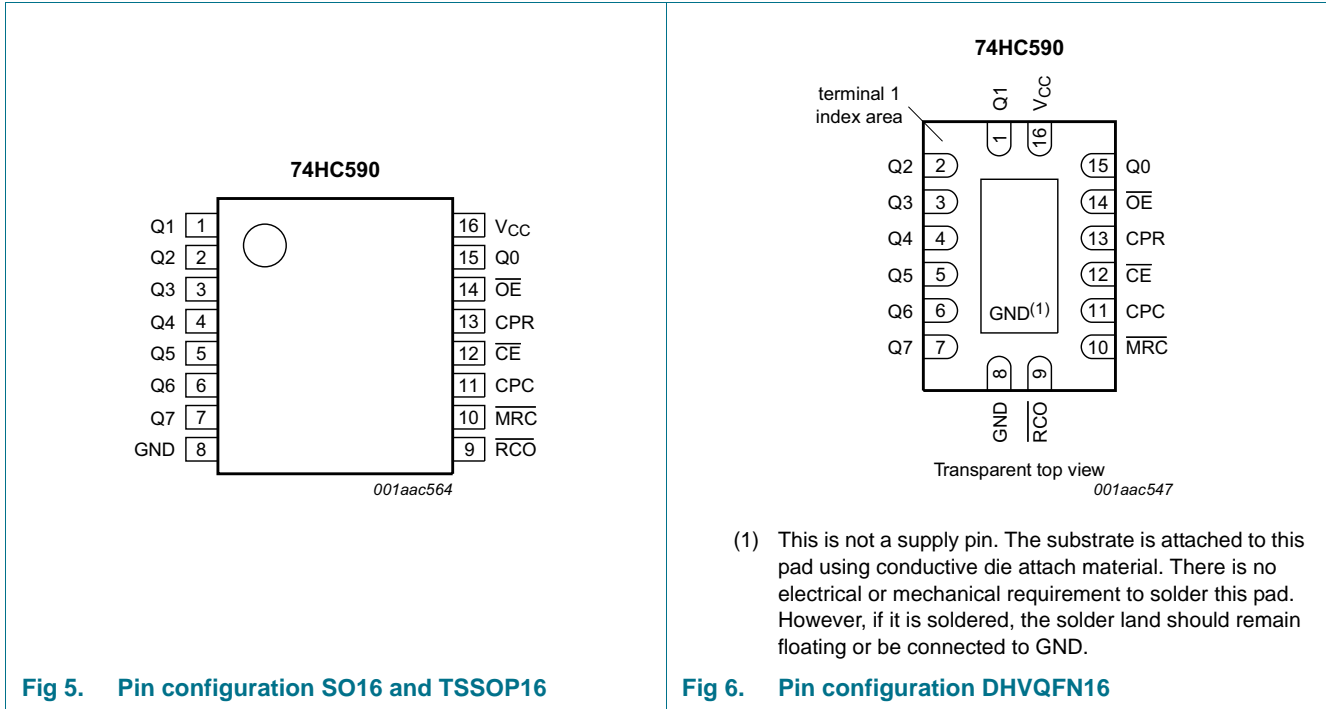 74HC590
Q1 1
Q2 2
Q3 3
Q4 4
Q5 5
Q6 6
Q7 7
GND 8
16 VCC
15 Q0
14 OE
13 CPR
12 CE
11 CPC
10 MRC
9 RCO
001aac564
Fig 5. Pin configuration SO16 and TSSOP16
74HC590
terminal 1
index area
Q1 VCC
1 16
Q2 2
Q3 3
Q4 4
Q5 5
Q6 6
Q7 7
15 Q0
14 OE
13 CPR
12 CE
11 CPC
10 MRC
GND(1)
8 9
GND RCO
Transparent top view
001aac547
(1) This is not a supply pin. The substrate is attached to this
pad using conductive die attach material. There is no
electrical or mechanical requirement to solder this pad.
However, if it is soldered, the solder land should remain
floating or be connected to GND.
Fig 6. Pin configuration DHVQFN16